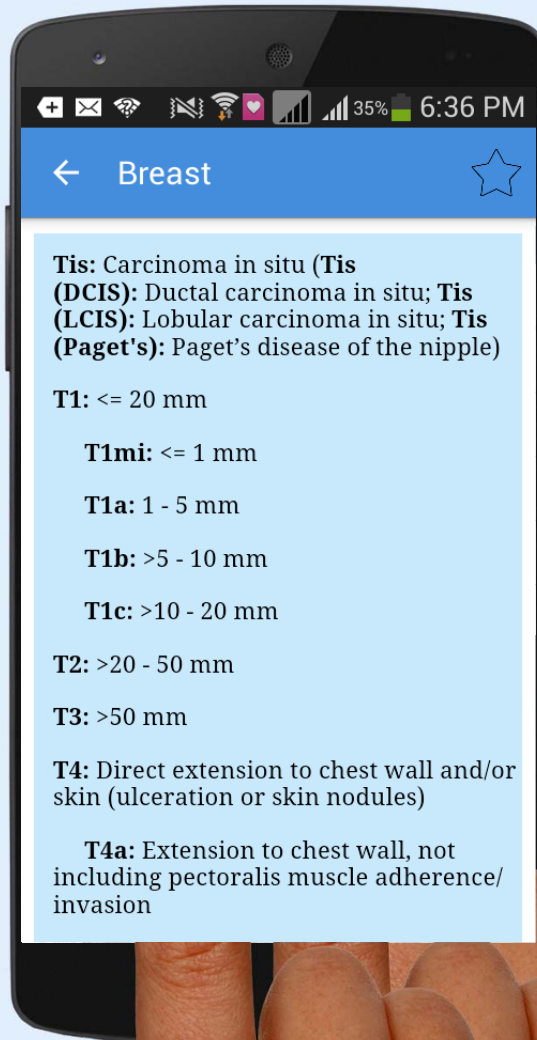 35% 6:36 PM
Breast
Tis: Carcinoma in situ (Tis
(DCIS): Ductal carcinoma in situ; Tis
(LCIS): Lobular carcinoma in situ; Tis
(Paget's): Paget’s disease of the nipple)
T1: <= 20 mm
T1mi: <= 1 mm
T1a: 1 - 5 mm
T1b: >5 - 10 mm
T1c: >10 - 20 mm
T2: >20 - 50 mm
T3: >50 mm
T4: Direct extension to chest wall and/or
skin (ulceration or skin nodules)
T4a: Extension to chest wall, not
including pectoralis muscle adherence/
invasion